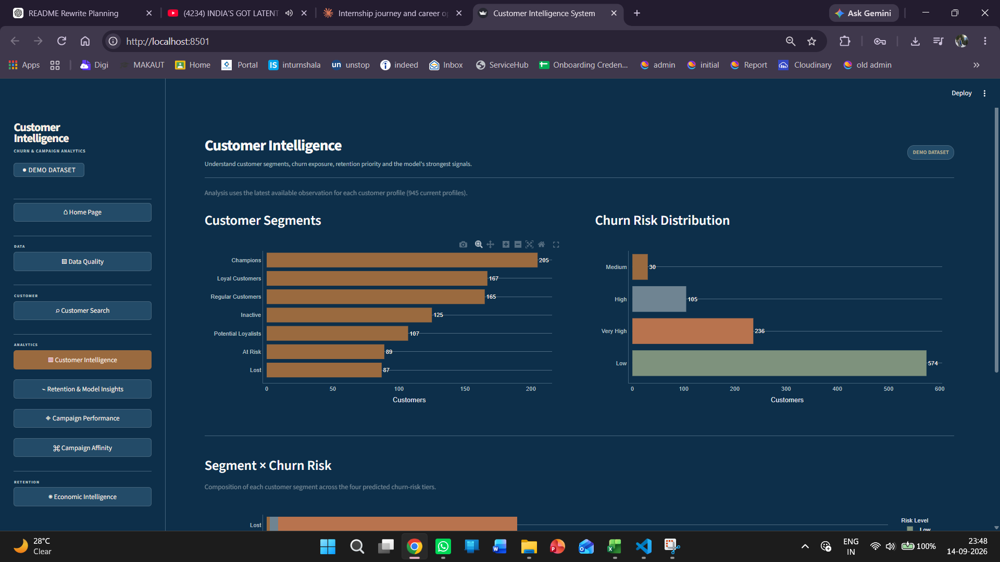 README Rewrite Planning
(4234) INDIA'S GOT LATENT
Internship journey and career op
Customer Intelligence System
Ask Gemini
http://localhost:8501
Apps
Digi
MAKAUT
Home
Portal
IS inturnshala
un unstop
indeed
Inbox
ServiceHub
Onboarding Creden...
admin
initial
Report
Cloudinary
old admin
Deploy
Customer
Intelligence
CHURN & CAMPAIGN ANALYTICS
DEMO DATASET
Home Page
DATA
Data Quality
CUSTOMER
Customer Search
ANALYTICS
Customer Intelligence
Retention & Model Insights
Campaign Performance
Campaign Affinity
RETENTION
Economic Intelligence
Customer Intelligence
DEMO DATASET
Understand customer segments, churn exposure, retention priority and the model's strongest signals.
Analysis uses the latest available observation for each customer profile (945 current profiles).
Customer Segments
Champions 205
Loyal Customers 167
Regular Customers 165
Inactive 125
Potential Loyalists 107
At Risk 89
Lost 87
0 50 100 150 200
Customers
Churn Risk Distribution
Medium 30
High 105
Very High 236
Low 574
0 100 200 300 400 500 600
Customers
Segment × Churn Risk
Composition of each customer segment across the four predicted churn-risk tiers.
Lost
Risk Level
Low
28°C
Clear
ENG
IN
100%
23:48
14-09-2026